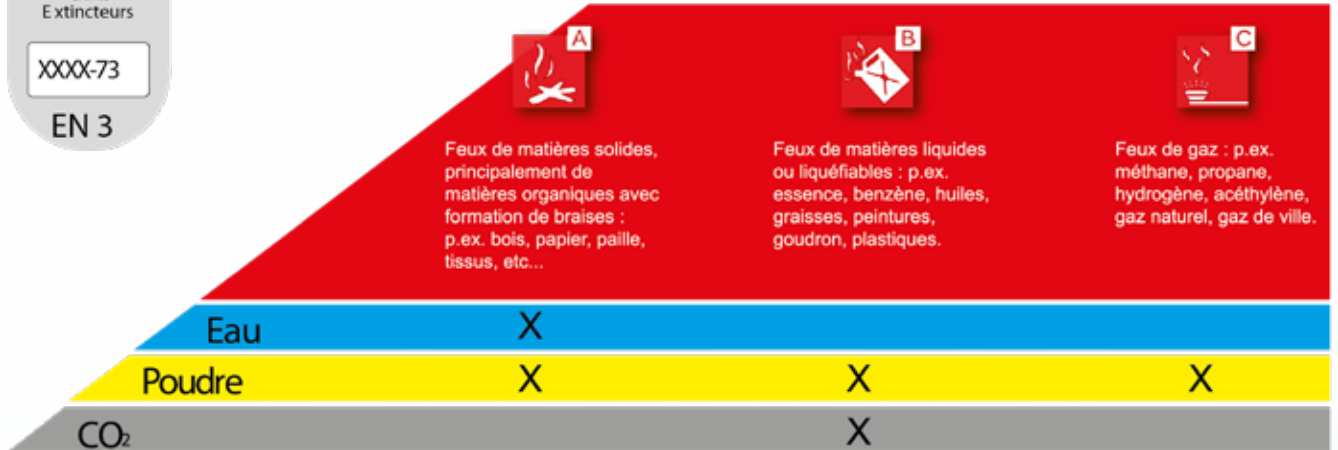 Extincteurs
XXXX-73
EN 3
A
B
C
Feux de matières solides,
principalement de
matières organiques avec
formation de braises :
p.ex. bois, papier, paille,
tissus, etc...
Feux de matières liquides
ou liquéfiables : p.ex.
essence, benzène, huiles,
graisses, peintures,
goudron, plastiques.
Feux de gaz : p.ex.
méthane, propane,
hydrogène, acéthylène,
gaz naturel, gaz de ville.
Eau X
Poudre X X X
CO₂ X